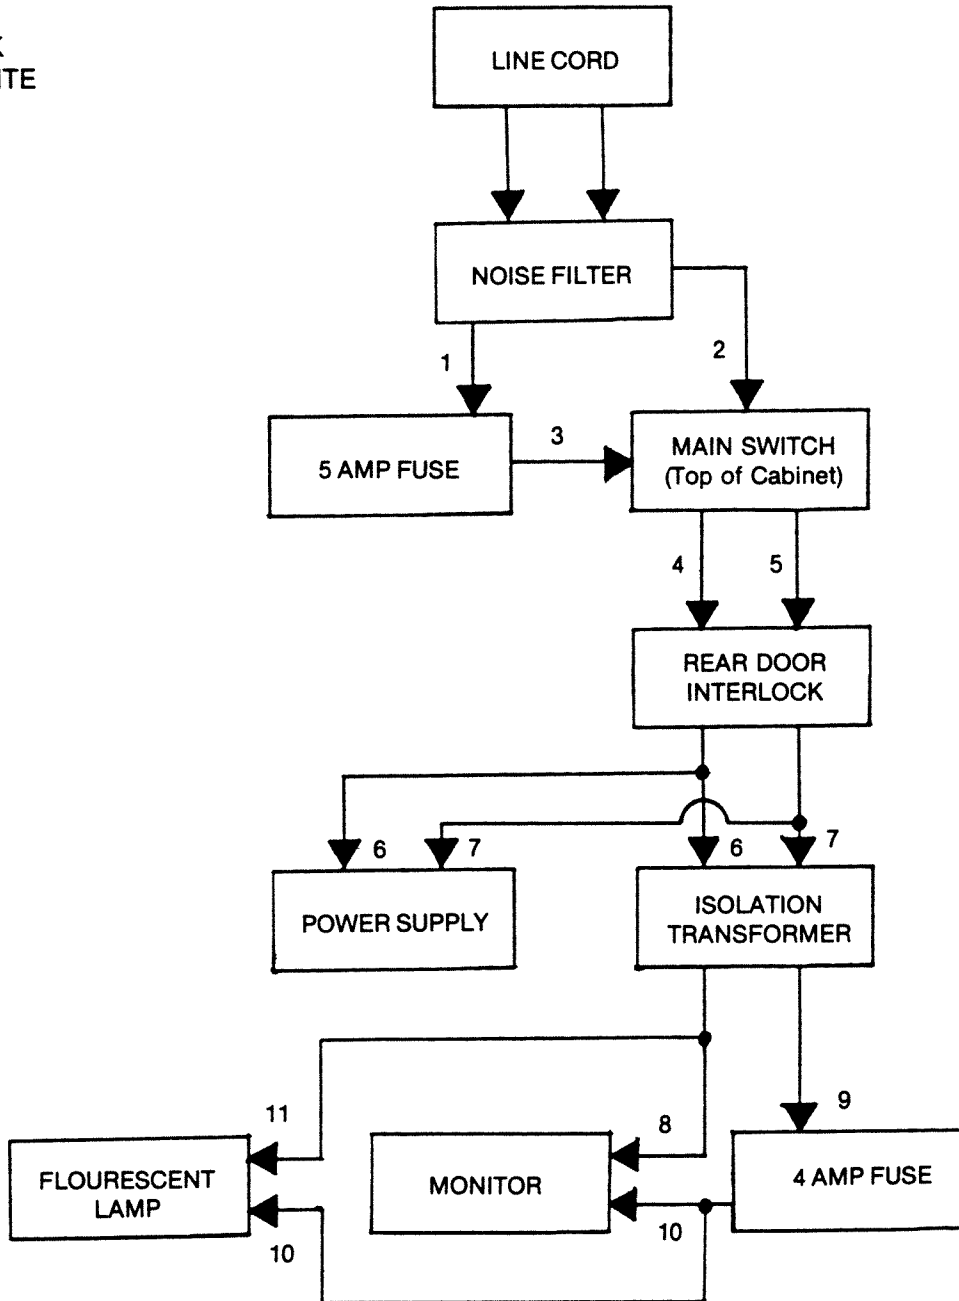 LINE CORD
NOISE FILTER
1
2
5 AMP FUSE
3
MAIN SWITCH
(Top of Cabinet)
4
5
REAR DOOR
INTERLOCK
6
7
6
7
POWER SUPPLY
ISOLATION
TRANSFORMER
11
8
9
FLOURESCENT
LAMP
MONITOR
4 AMP FUSE
10
10